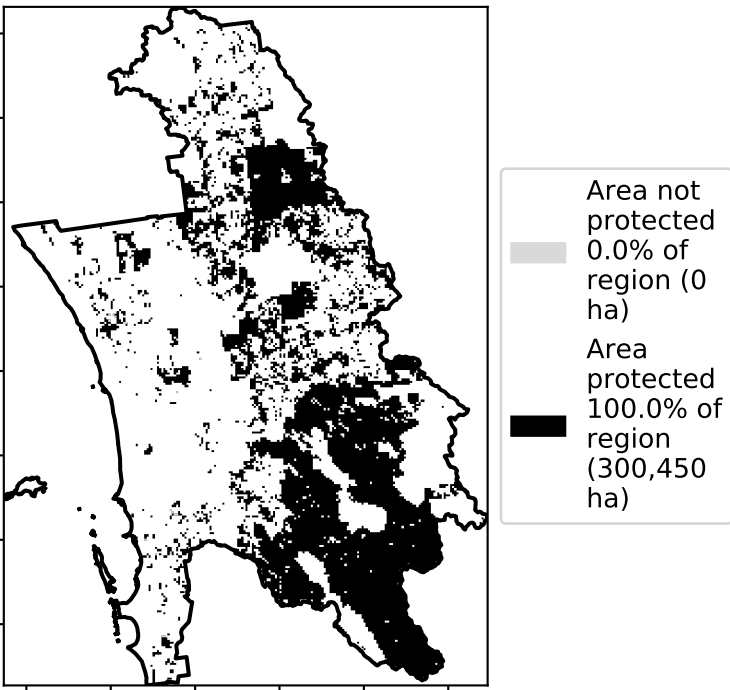 Area not
protected
0.0% of
region (0
ha)
Area
protected
100.0% of
region
(300,450
ha)